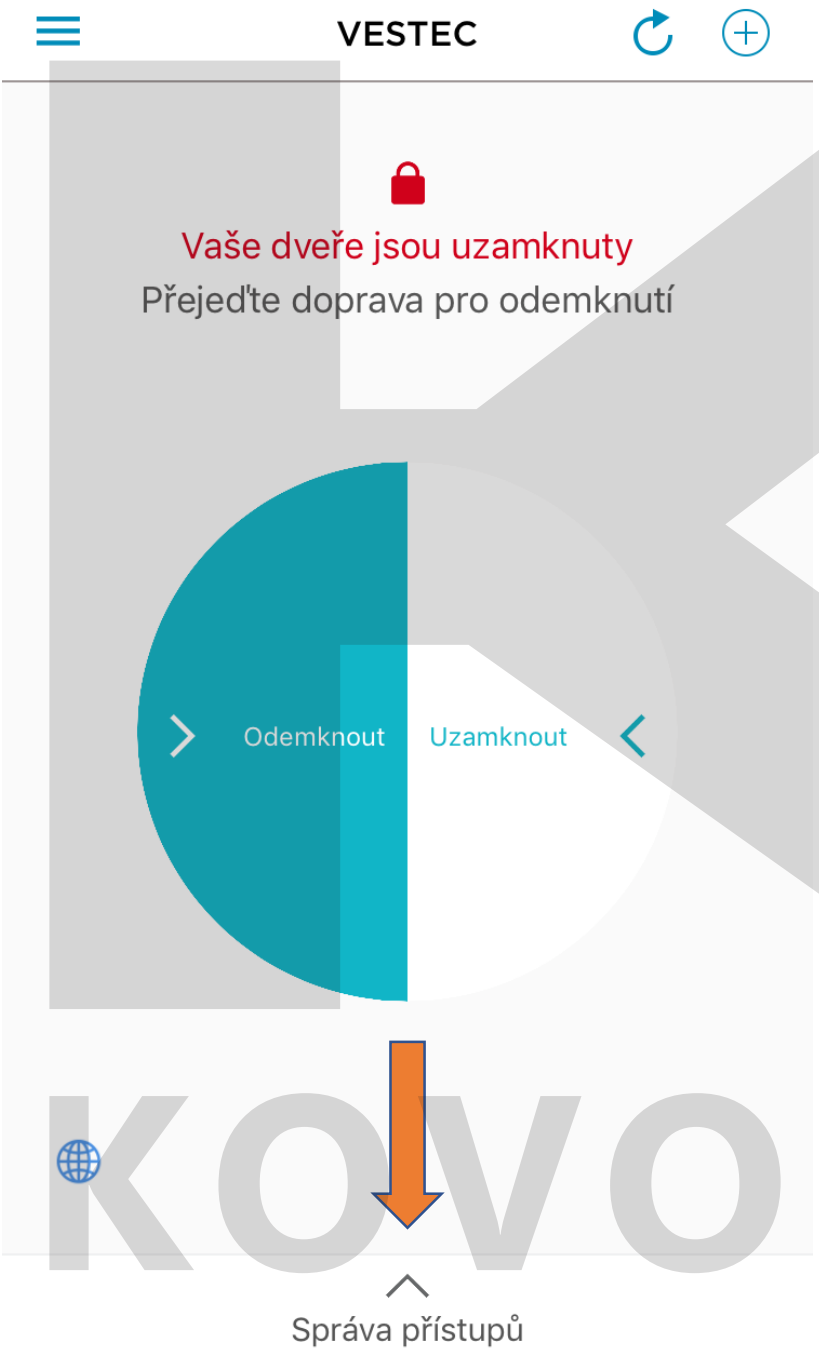 VESTEC
Vaše dveře jsou uzamknuty
Přejeďte doprava pro odemknutí
Odemknout Uzamknout
KOVO
Správa přístupů